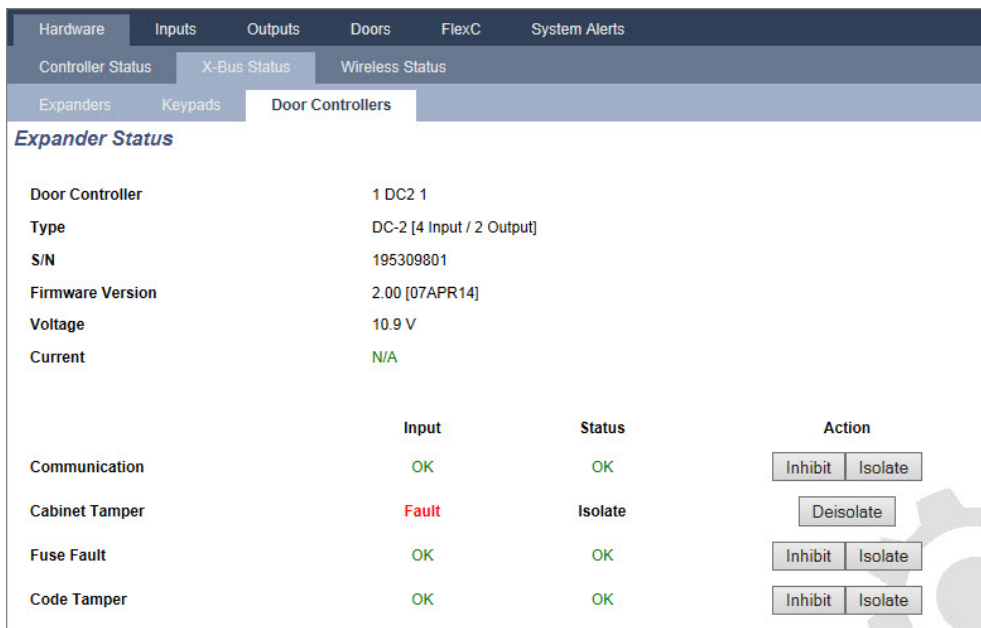 Hardware Inputs Outputs Doors FlexC System Alerts
Controller Status X-Bus Status Wireless Status
Expanders Keypads Door Controllers
Expander Status
Door Controller 1 DC2 1
Type DC-2 [4 Input / 2 Output]
S/N 195309801
Firmware Version 2.00 [07APR14]
Voltage 10.9 V
Current N/A
Input Status Action
Communication OK OK Inhibit Isolate
Cabinet Tamper Fault Isolate Deisolate
Fuse Fault OK OK Inhibit Isolate
Code Tamper OK OK Inhibit Isolate